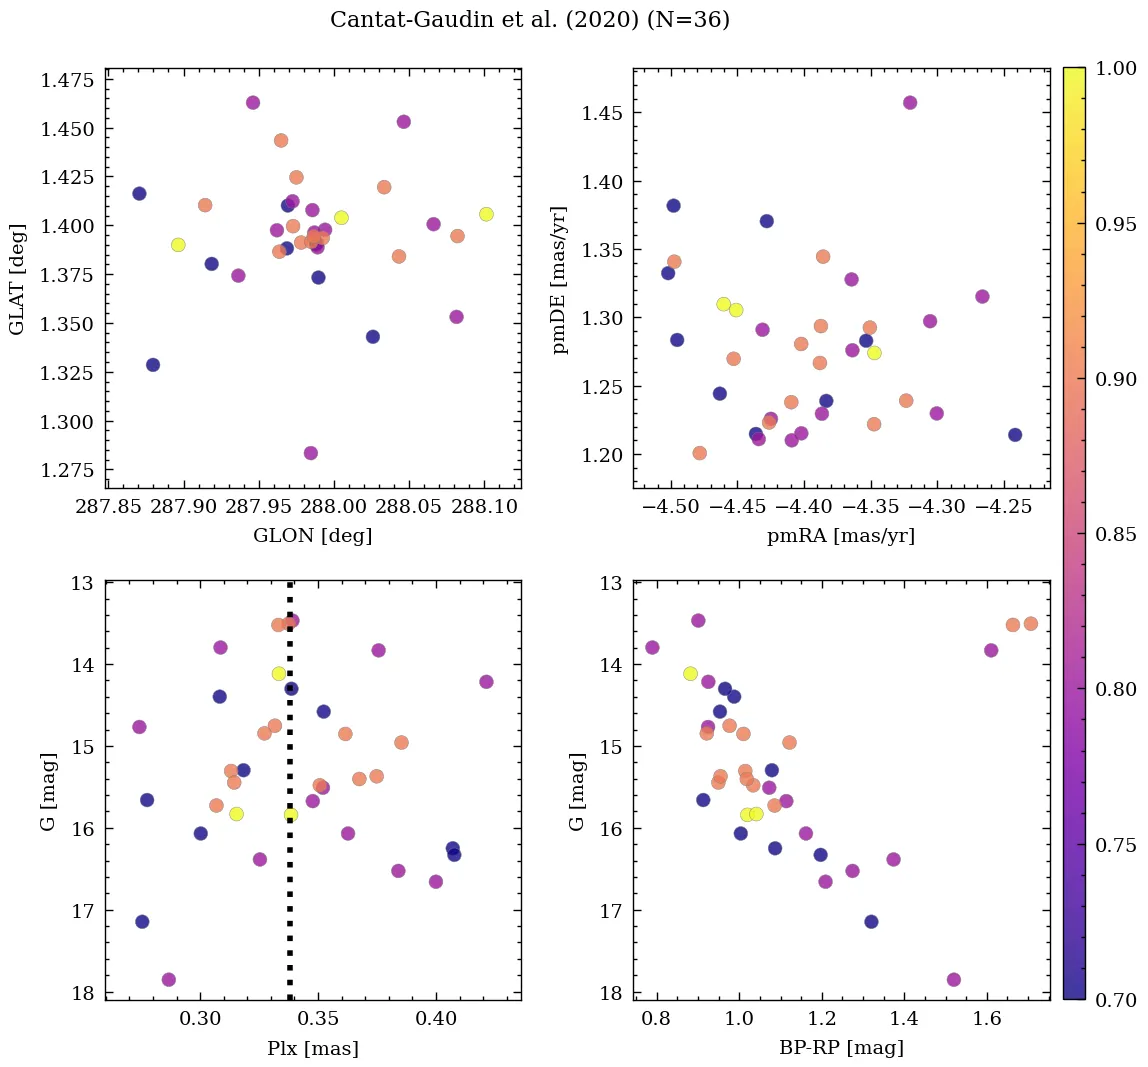 Cantat-Gaudin et al. (2020) (N=36)
1.475
1.450
1.425
1.400
1.375
1.350
1.325
1.300
1.275
GLAT [deg]
287.85 287.90 287.95 288.00 288.05 288.10
GLON [deg]
1.45
1.40
1.35
1.30
1.25
1.20
pmDE [mas/yr]
−4.50 −4.45 −4.40 −4.35 −4.30 −4.25
pmRA [mas/yr]
13
14
15
16
17
18
G [mag]
0.30 0.35 0.40
Plx [mas]
13
14
15
16
17
18
G [mag]
0.8 1.0 1.2 1.4 1.6
BP-RP [mag]
1.00
0.95
0.90
0.85
0.80
0.75
0.70